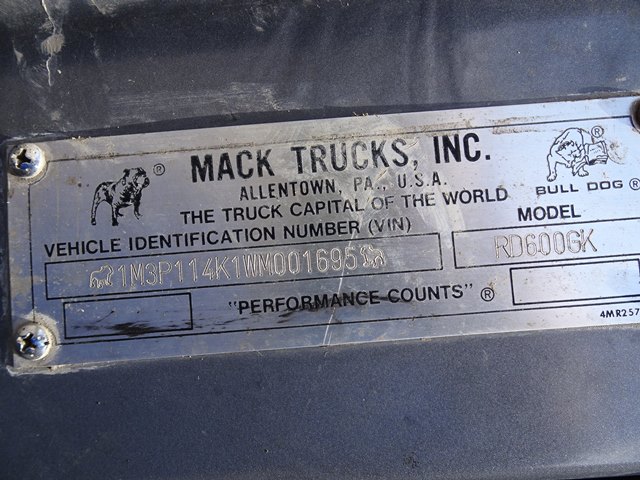 MACK TRUCKS, INC.
ALLENTOWN, PA., U.S.A.
THE TRUCK CAPITAL OF THE WORLD
®
®
BULL DOG ®
VEHICLE IDENTIFICATION NUMBER (VIN)
MODEL
1M3P114K1WM001695
RD600GK
"PERFORMANCE COUNTS" ®
4MR257